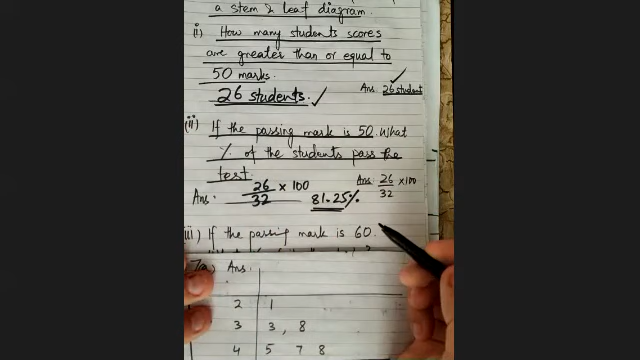 a stem & leaf diagram.
ii) How many students scores
are greater than or equal to
50 marks.
26 students.
Ans: 26 student
(ii) If the passing mark is 50. What
% of the students pass the
test.
Ans: 26/32 × 100
81.25%
Ans: 26/32 × 100
iii) If the passing mark is 60.
7a) Ans:
2 1
3 3, 8
4 5 7 8